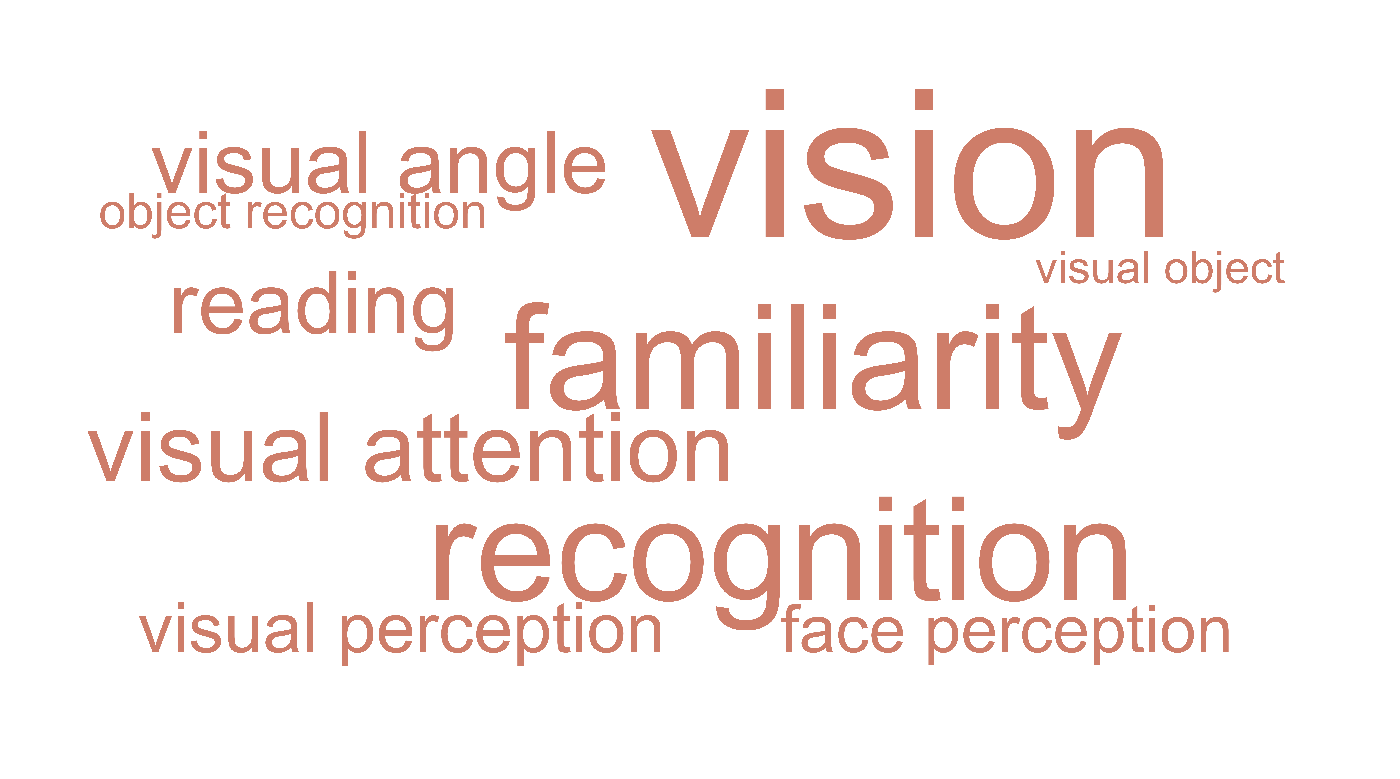 vision
visual angle
object recognition
visual object
reading
familiarity
visual attention
recognition
visual perception
face perception